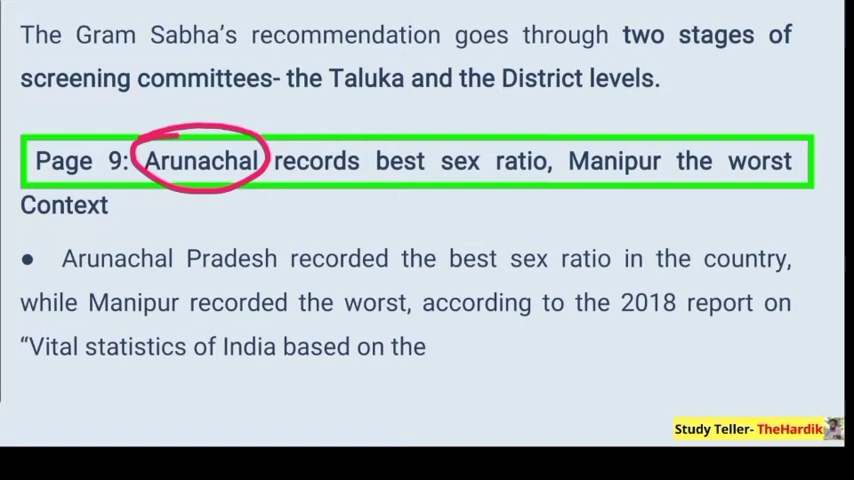 The Gram Sabha’s recommendation goes through two stages of
screening committees- the Taluka and the District levels.
Page 9: Arunachal records best sex ratio, Manipur the worst
Context
● Arunachal Pradesh recorded the best sex ratio in the country,
while Manipur recorded the worst, according to the 2018 report on
“Vital statistics of India based on the
Study Teller- TheHardik